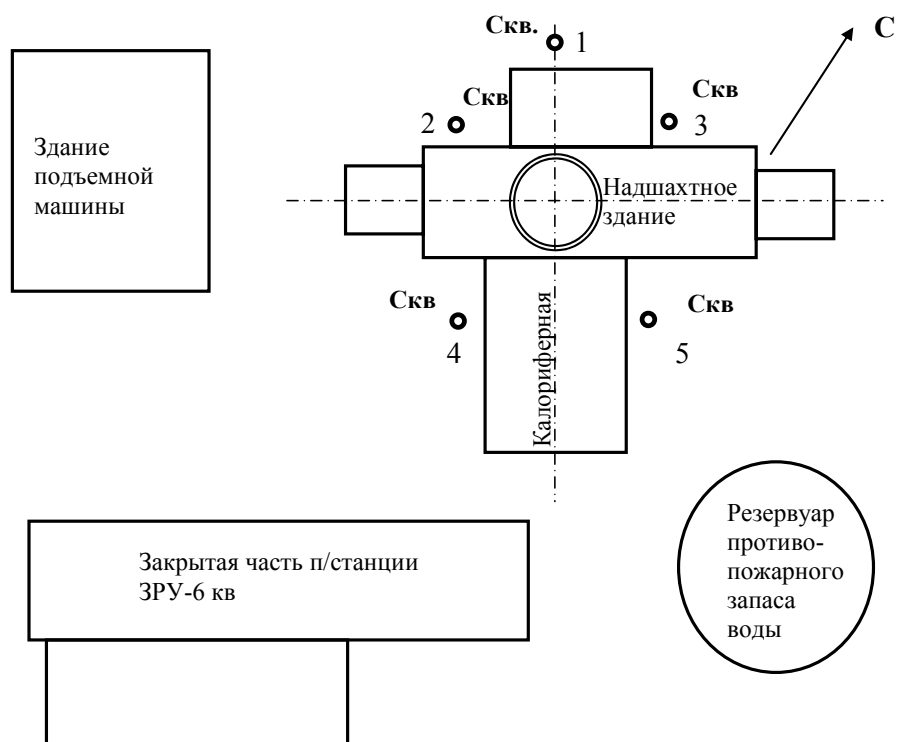 Скв.
1
С
Скв
2
Скв
3
Здание
подъемной
машины
Надшахтное
здание
Скв
4
Скв
5
Калориферная
Резервуар
противо-
пожарного
запаса
воды
Закрытая часть п/станции
ЗРУ-6 кв